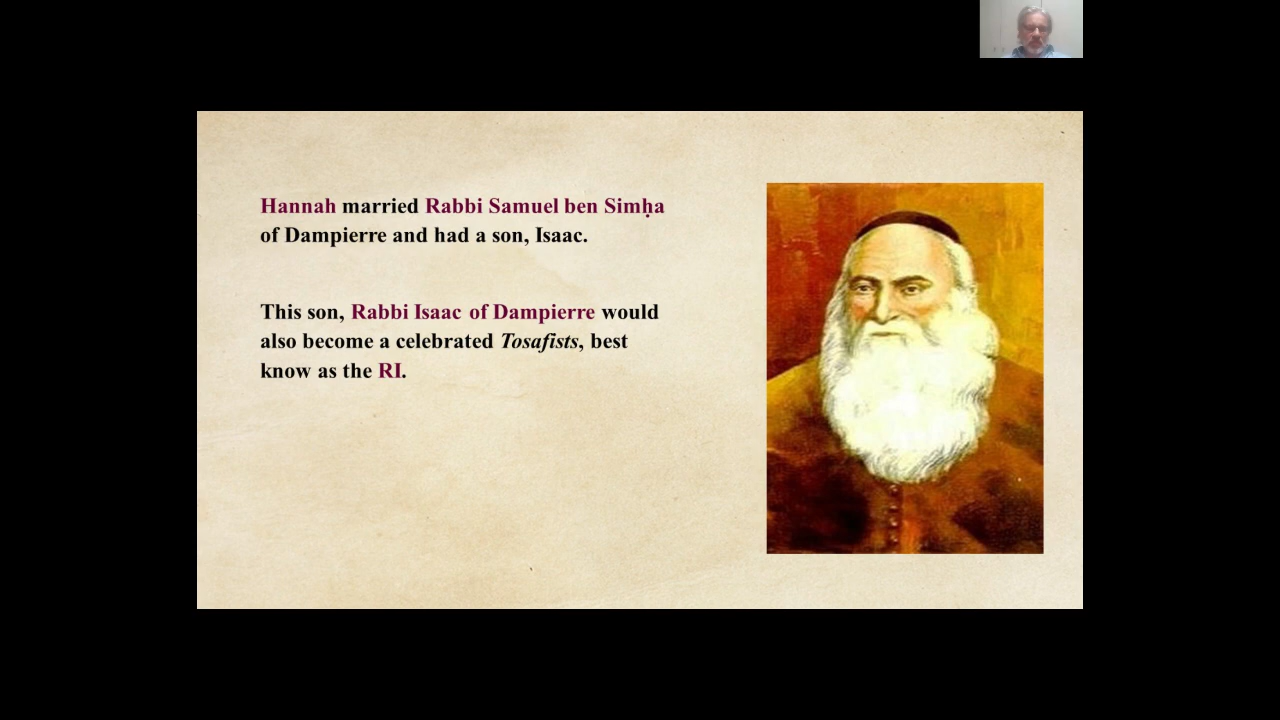 Hannah married Rabbi Samuel ben Simḥa
of Dampierre and had a son, Isaac.
This son, Rabbi Isaac of Dampierre would
also become a celebrated Tosafists, best
know as the RI.